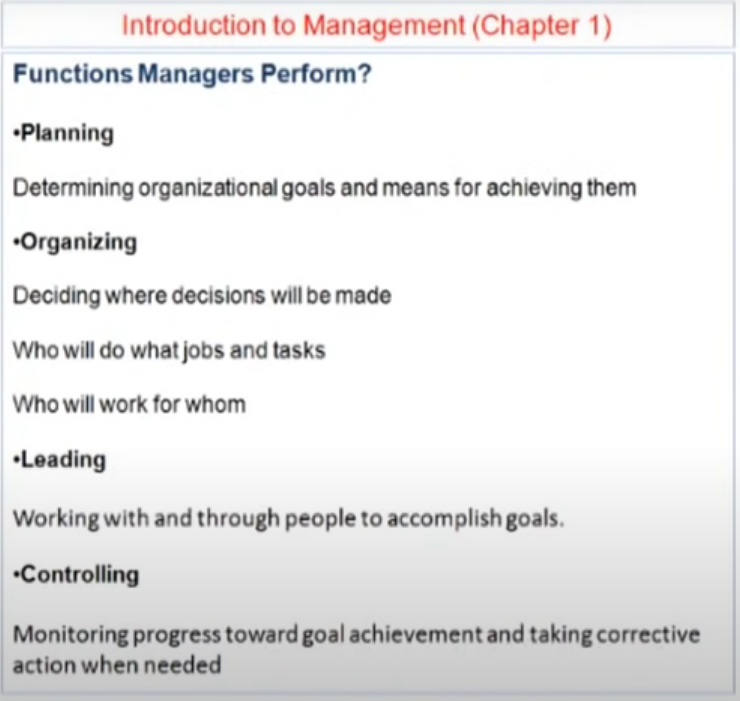 Introduction to Management (Chapter 1)
Functions Managers Perform?
•Planning
Determining organizational goals and means for achieving them
•Organizing
Deciding where decisions will be made
Who will do what jobs and tasks
Who will work for whom
•Leading
Working with and through people to accomplish goals.
•Controlling
Monitoring progress toward goal achievement and taking corrective
action when needed